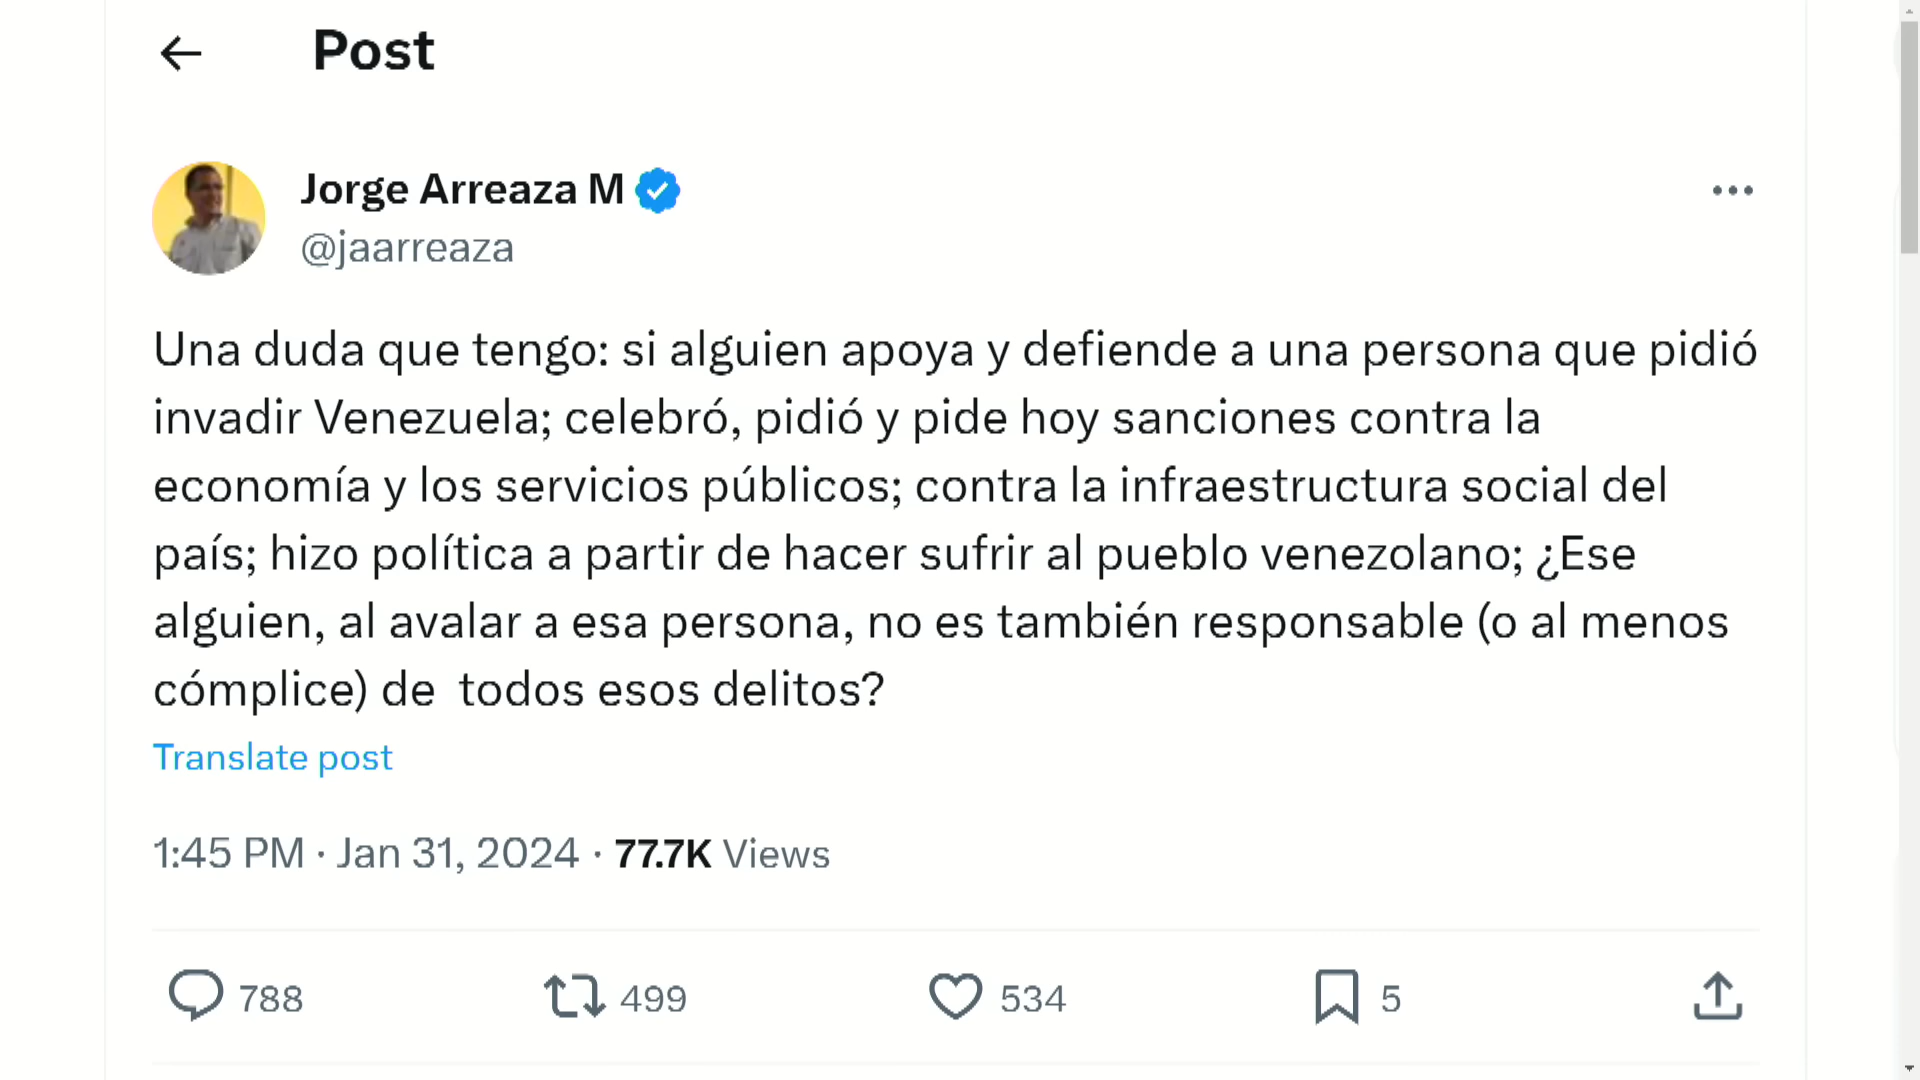 Post
Jorge Arreaza M
@jaarreaza
Una duda que tengo: si alguien apoya y defiende a una persona que pidió
invadir Venezuela; celebró, pidió y pide hoy sanciones contra la
economía y los servicios públicos; contra la infraestructura social del
país; hizo política a partir de hacer sufrir al pueblo venezolano; ¿Ese
alguien, al avalar a esa persona, no es también responsable (o al menos
cómplice) de  todos esos delitos?
Translate post
1:45 PM · Jan 31, 2024 · 77.7K Views
788 499 534 5